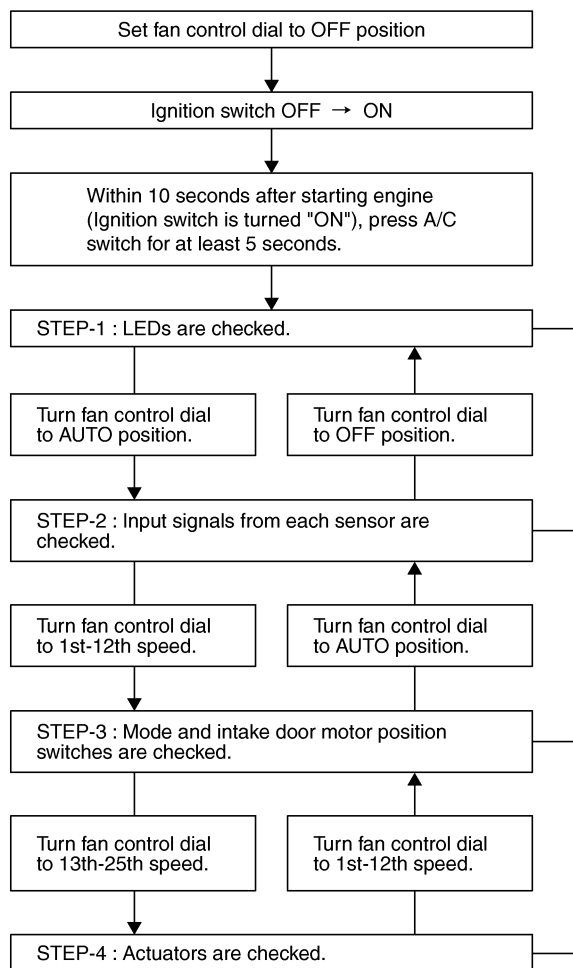 Set fan control dial to OFF position
Ignition switch OFF → ON
Within 10 seconds after starting engine
(Ignition switch is turned "ON"), press A/C
switch for at least 5 seconds.
STEP-1 : LEDs are checked.
Turn fan control dial
to AUTO position.
Turn fan control dial
to OFF position.
STEP-2 : Input signals from each sensor are
checked.
Turn fan control dial
to 1st-12th speed.
Turn fan control dial
to AUTO position.
STEP-3 : Mode and intake door motor position
switches are checked.
Turn fan control dial
to 13th-25th speed.
Turn fan control dial
to 1st-12th speed.
STEP-4 : Actuators are checked.